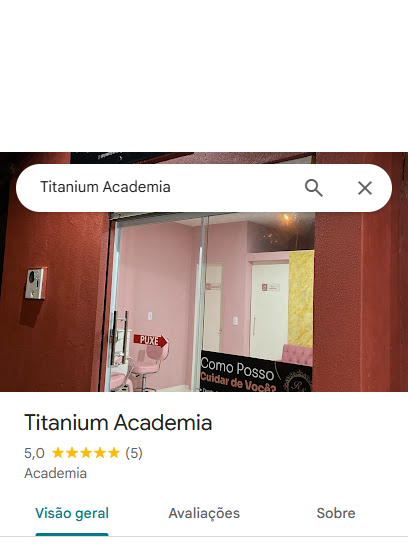 Titanium Academia
PUXE
Como Posso
Cuidar de Você?
Titanium Academia
5,0 (5)
Academia
Visão geral
Avaliações
Sobre